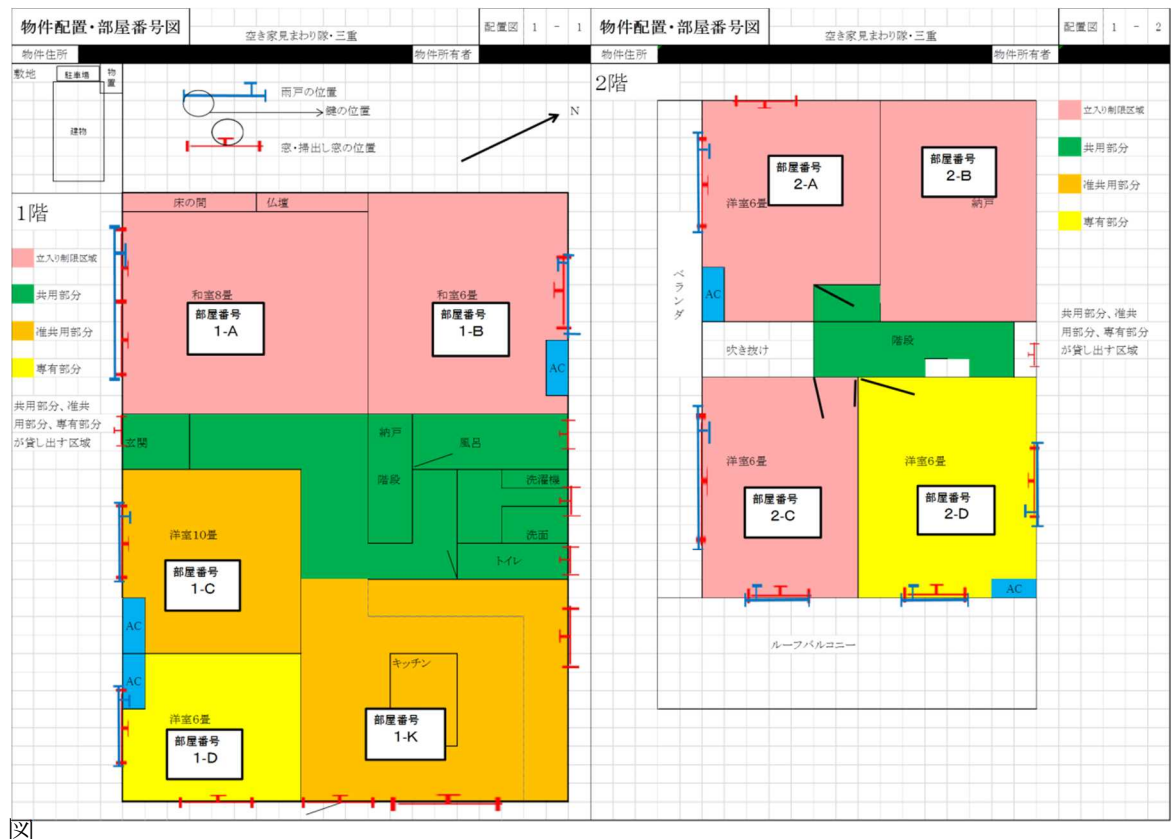 物件配置・部屋番号図
空き家見まわり隊・三重
配置図 1 - 1
物件住所
物件所有者
敷地
駐車場
物置
建物
雨戸の位置
鍵の位置
窓・掃出し窓の位置
N
1階
床の間
仏壇
立入り制限区域
共用部分
准共用部分
専有部分
共用部分、准共
用部分、専有部分
が貸し出す区域
和室8畳
部屋番号
1-A
和室6畳
部屋番号
1-B
AC
玄関
納戸
階段
風呂
洗濯機
洗面
トイレ
洋室10畳
部屋番号
1-C
AC
AC
洋室6畳
部屋番号
1-D
キッチン
部屋番号
1-K
物件配置・部屋番号図
空き家見まわり隊・三重
配置図 1 - 2
物件住所
物件所有者
2階
立入り制限区域
共用部分
准共用部分
専有部分
共用部分、准共
用部分、専有部分
が貸し出す区域
部屋番号
2-A
洋室6畳
部屋番号
2-B
納戸
ベランダ
AC
吹き抜け
階段
洋室6畳
部屋番号
2-C
洋室6畳
部屋番号
2-D
AC
ルーフバルコニー
図